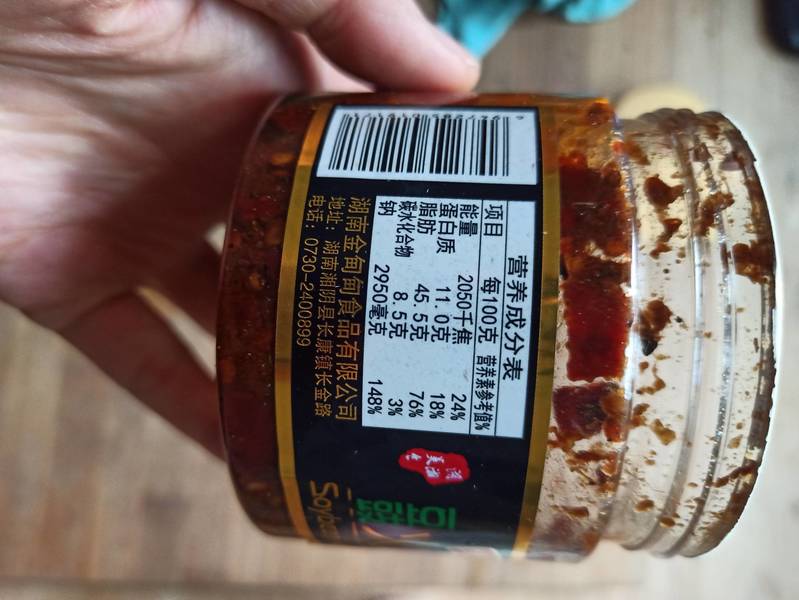 营养成分表
项目 每100克 营养素参考值%
能量 2050千焦 24%
蛋白质 11.0克 18%
脂肪 45.5克 76%
碳水化合物 8.5克 3%
钠 2950毫克 148%
湖南金甸甸食品有限公司
地址：湖南湘阴县长康镇长金路
电话：0730-2400899